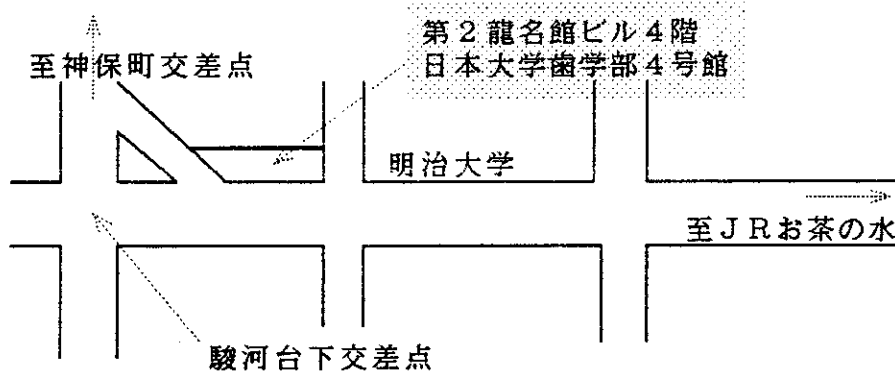 第２龍名館ビル４階
日本大学歯学部４号館
至神保町交差点
明治大学
至ＪＲお茶の水
駿河台下交差点